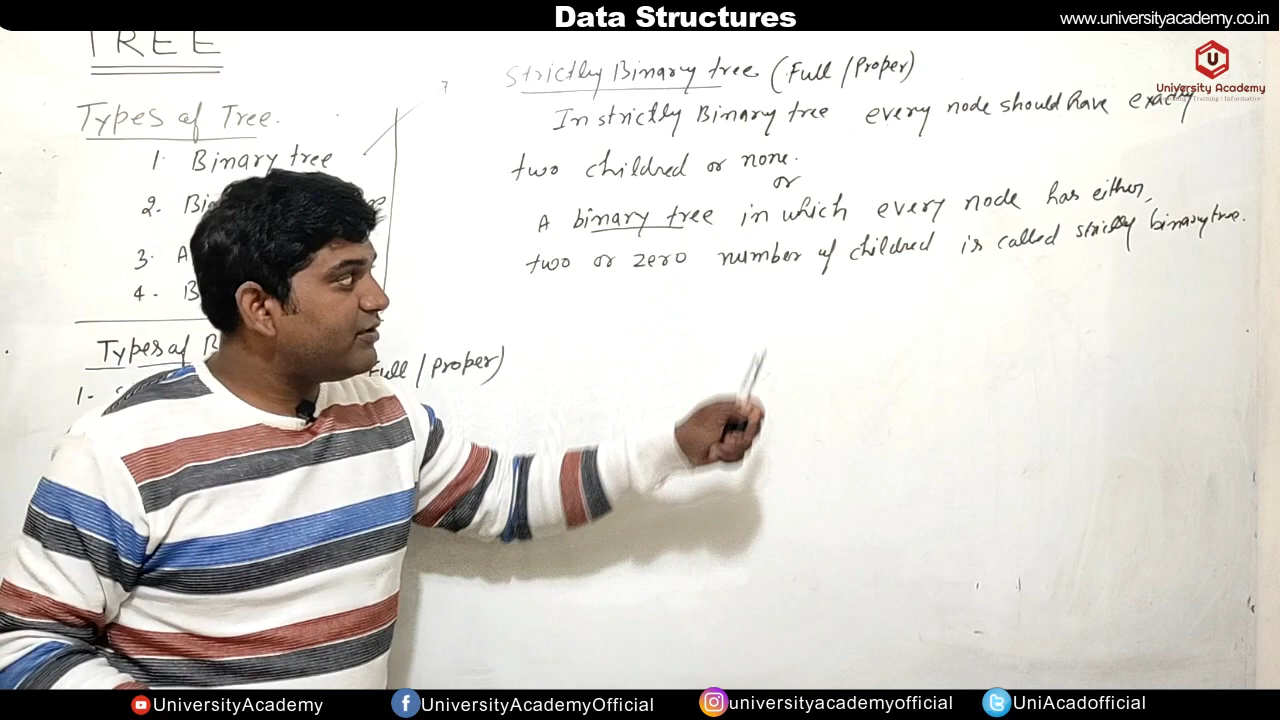 Data Structures
www.universityacademy.co.in
TREE
Types of Tree.
1. Binary tree
2.
3. A
4. B
Types of B
1.
Full / Proper)
Strictly Binary tree (Full / Proper)
In strictly Binary tree every node should have exacty
two childred or none.
or
A binary tree in which every node has either,
two or zero number of childred is called strictly binary tree.
U
University Academy
Training | Informative
UniversityAcademy
UniversityAcademyOfficial
universityacademyofficial
UniAcadofficial